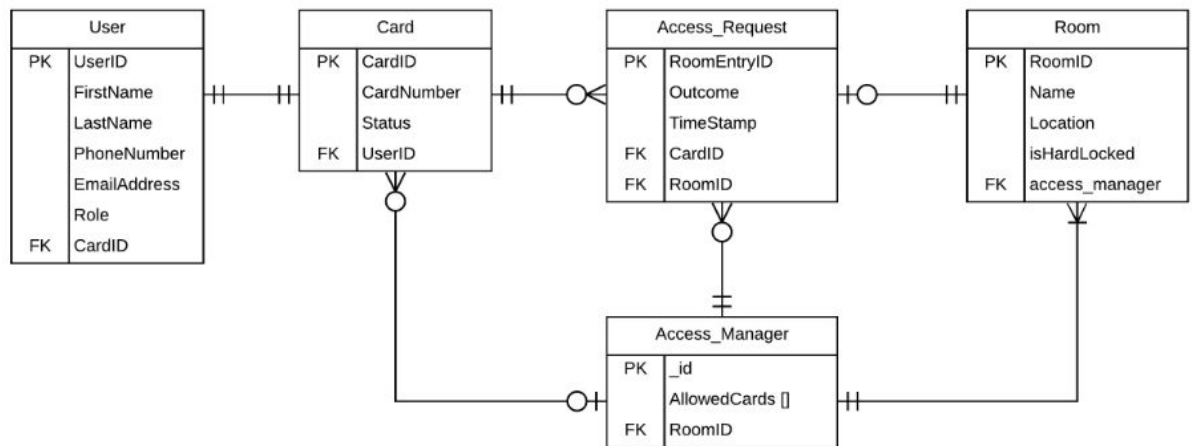 User
PK UserID
FirstName
LastName
PhoneNumber
EmailAddress
Role
FK CardID
Card
PK CardID
CardNumber
Status
FK UserID
Access_Request
PK RoomEntryID
Outcome
TimeStamp
FK CardID
FK RoomID
Room
PK RoomID
Name
Location
isHardLocked
FK access_manager
Access_Manager
PK _id
AllowedCards []
FK RoomID